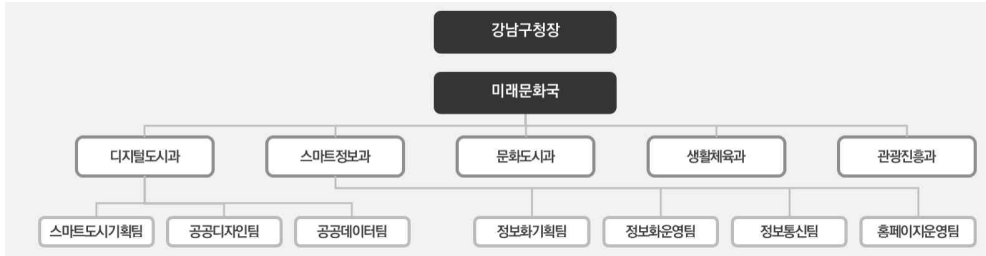 강남구청장
미래문화국
디지털도시과 스마트정보과 문화도시과 생활체육과 관광진흥과
스마트도시기획팀 공공디자인팀 공공데이터팀 정보화기획팀 정보화운영팀 정보통신팀 홈페이지운영팀